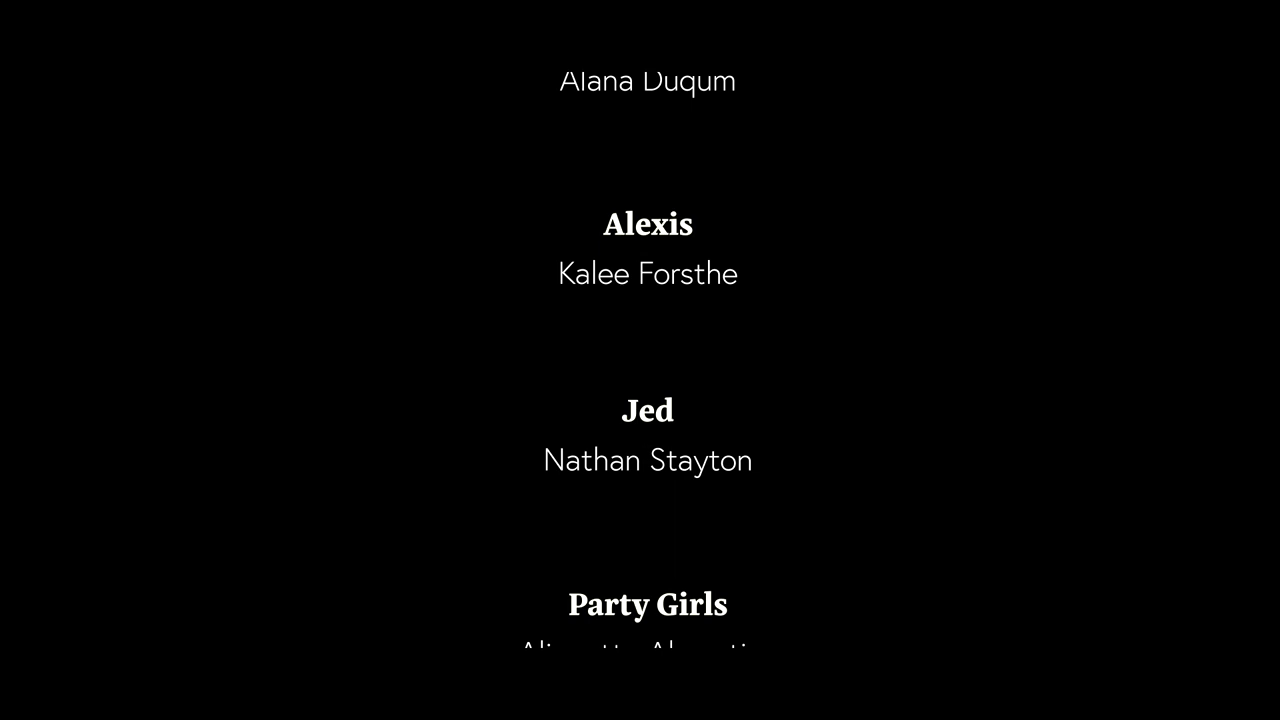 Alana Duqum
Alexis
Kalee Forsthe
Jed
Nathan Stayton
Party Girls